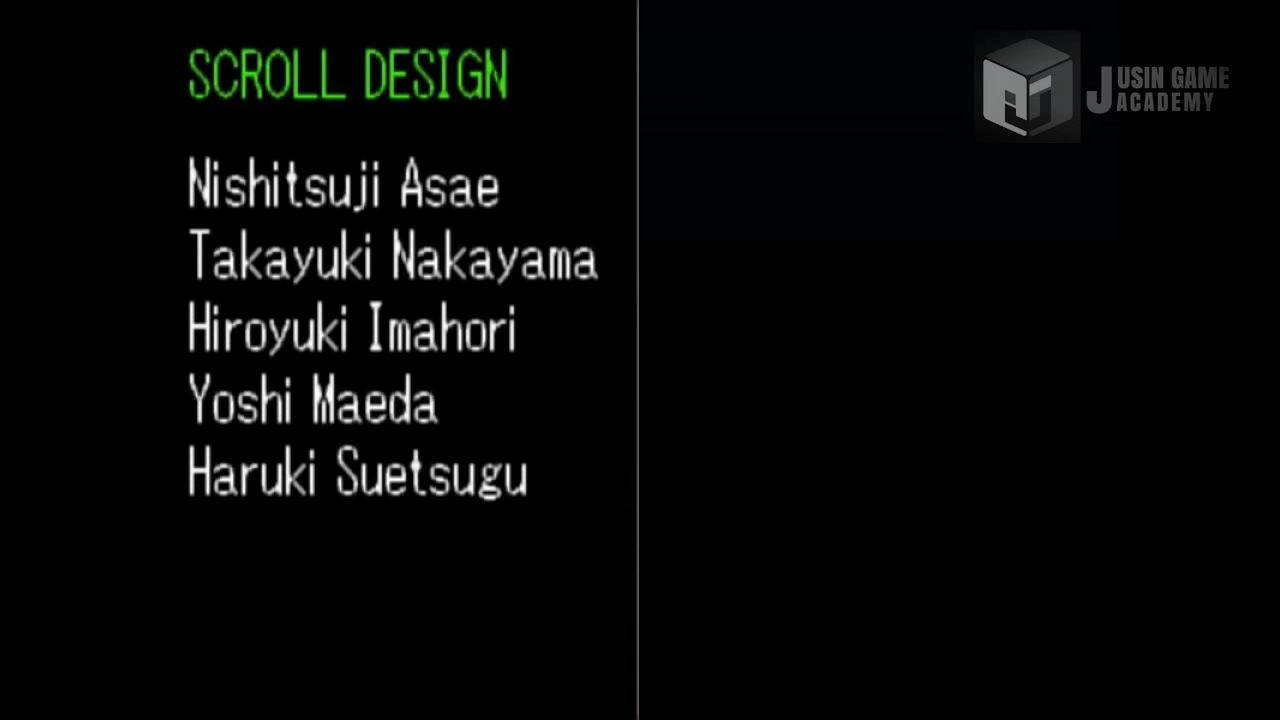 SCROLL DESIGN
Nishitsuji Asae
Takayuki Nakayama
Hiroyuki Imahori
Yoshi Maeda
Haruki Suetsugu
JUSIN GAME
ACADEMY